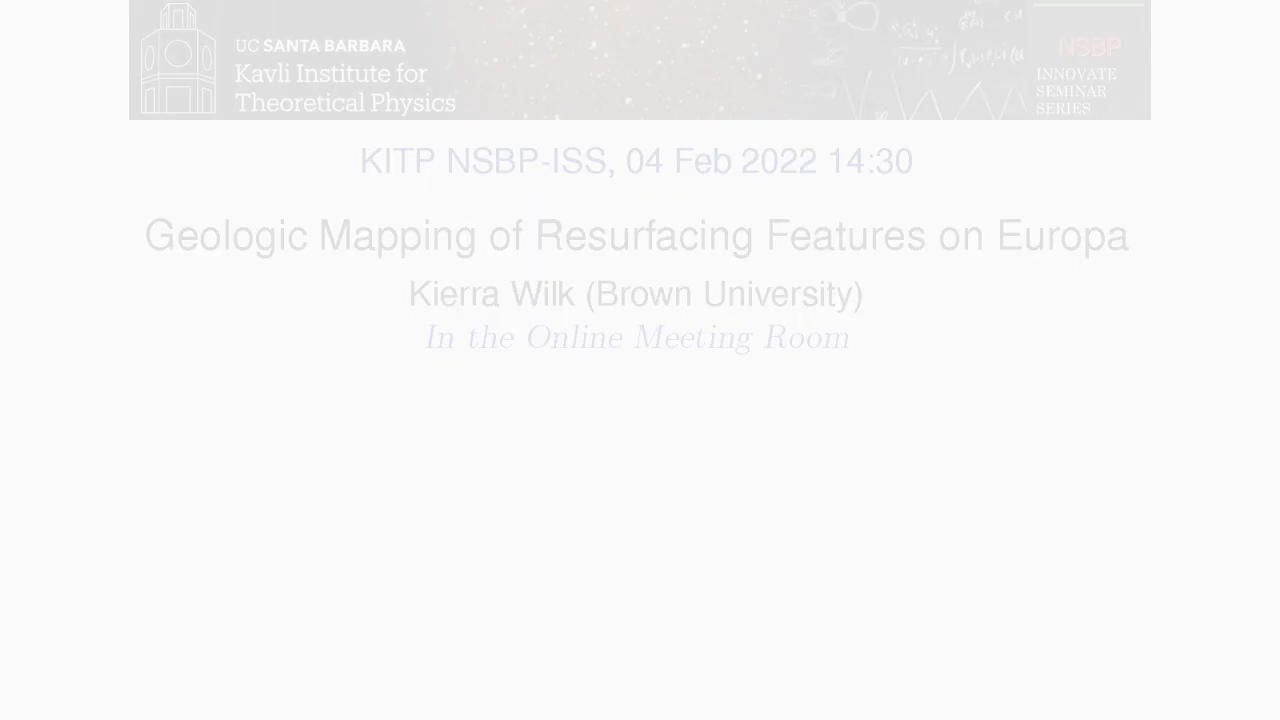 UC SANTA BARBARA
Kavli Institute for
Theoretical Physics
NSBP
INNOVATE
SEMINAR
SERIES
KITP NSBP-ISS, 04 Feb 2022 14:30
Geologic Mapping of Resurfacing Features on Europa
Kierra Wilk (Brown University)
In the Online Meeting Room